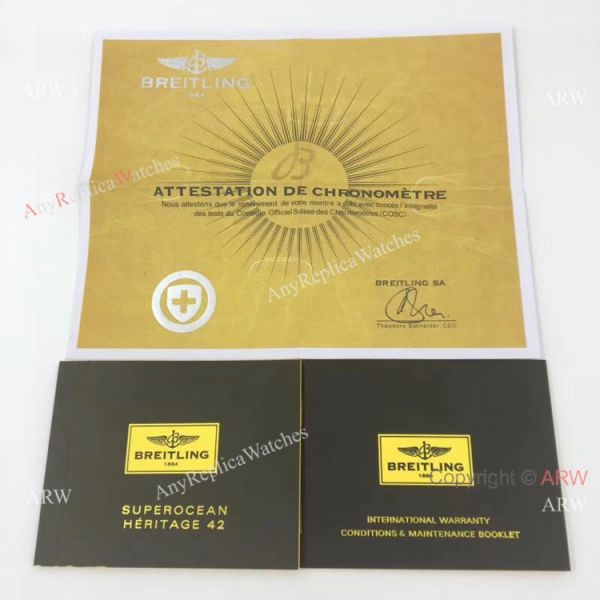 BREITLING
1884
ARW
ARW
B
ATTESTATION DE CHRONOMÈTRE
Nous attestons que le mouvement de votre montre a subi avec succès l'intégralité
des tests du Contrôle Officiel Suisse des Chronomètres (COSC)
AnyReplicaWatches
AnyReplicaWatches
BREITLING SA
Théodore Schneider, CEO
ARW
ARW
BREITLING
1884
SUPEROCEAN
HÉRITAGE 42
AnyReplicaWatches
BREITLING
1884
Copyright © ARW
INTERNATIONAL WARRANTY
CONDITIONS & MAINTENANCE BOOKLET
ARW
ARW